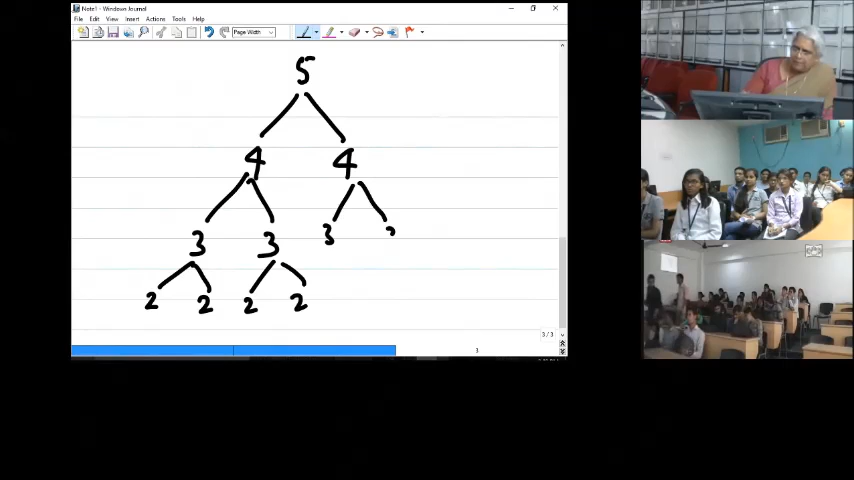 Note1 - Windows Journal
File Edit View Insert Actions Tools Help
Page Width
5
4 4
3 3 3
2 2 2 2
3/3
3